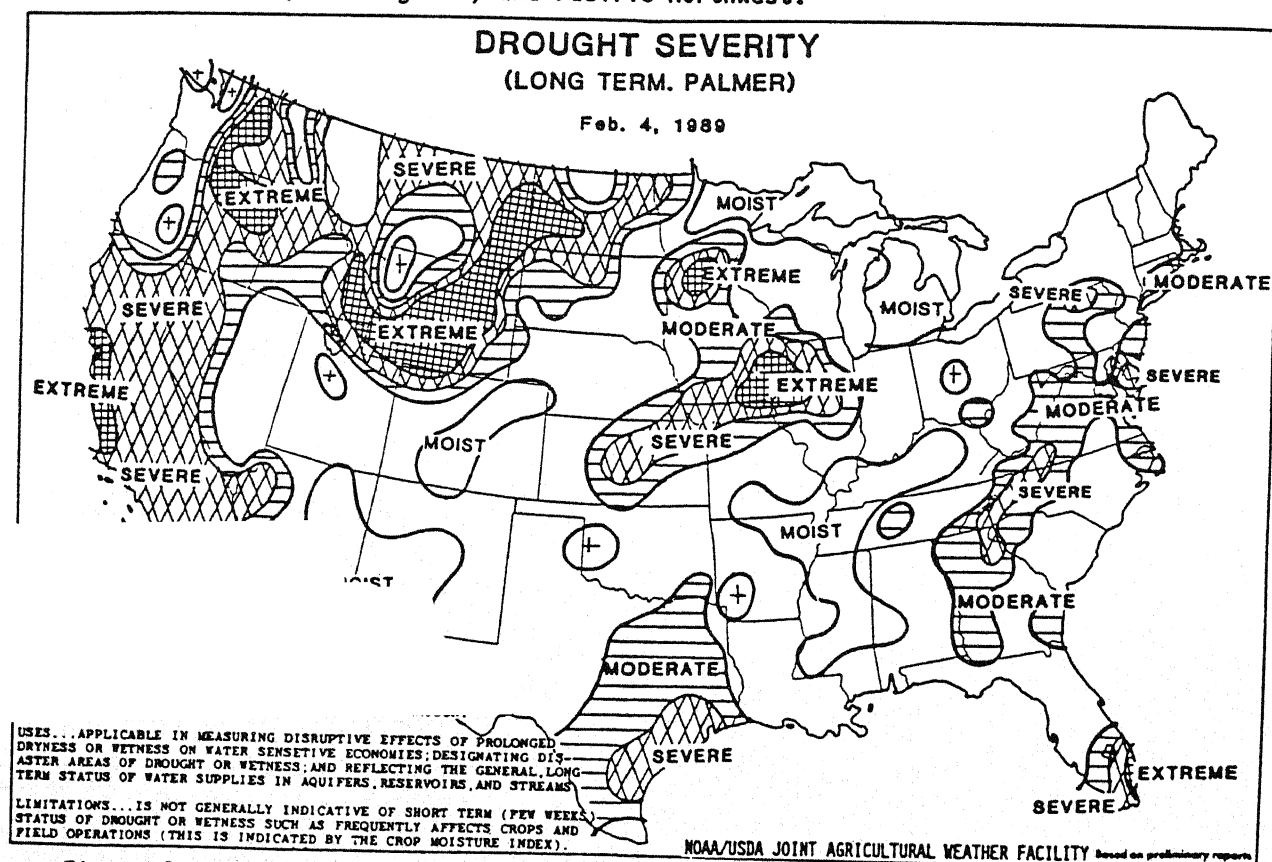 DROUGHT SEVERITY
(LONG TERM. PALMER)
Feb. 4, 1989
SEVERE
EXTREME
MOIST
EXTREME
SEVERE
MODERATE
SEVERE
MOIST
EXTREME
MODERATE
EXTREME
EXTREME
SEVERE
MODERATE
MOIST
SEVERE
SEVERE
SEVERE
MOIST
MODERATE
MODERATE
SEVERE
EXTREME
SEVERE
USES...APPLICABLE IN MEASURING DISRUPTIVE EFFECTS OF PROLONGED
DRYNESS OR WETNESS ON WATER SENSETIVE ECONOMIES;DESIGNATING DIS-
ASTER AREAS OF DROUGHT OR WETNESS;AND REFLECTING THE GENERAL,LONG
TERM STATUS OF WATER SUPPLIES IN AQUIFERS,RESERVOIRS,AND STREAMS
LIMITATIONS...IS NOT GENERALLY INDICATIVE OF SHORT TERM (FEW WEEKS)
STATUS OF DROUGHT OR WETNESS SUCH AS FREQUENTLY AFFECTS CROPS AND
FIELD OPERATIONS (THIS IS INDICATED BY THE CROP MOISTURE INDEX).
NOAA/USDA JOINT AGRICULTURAL WEATHER FACILITY Based on preliminary reports